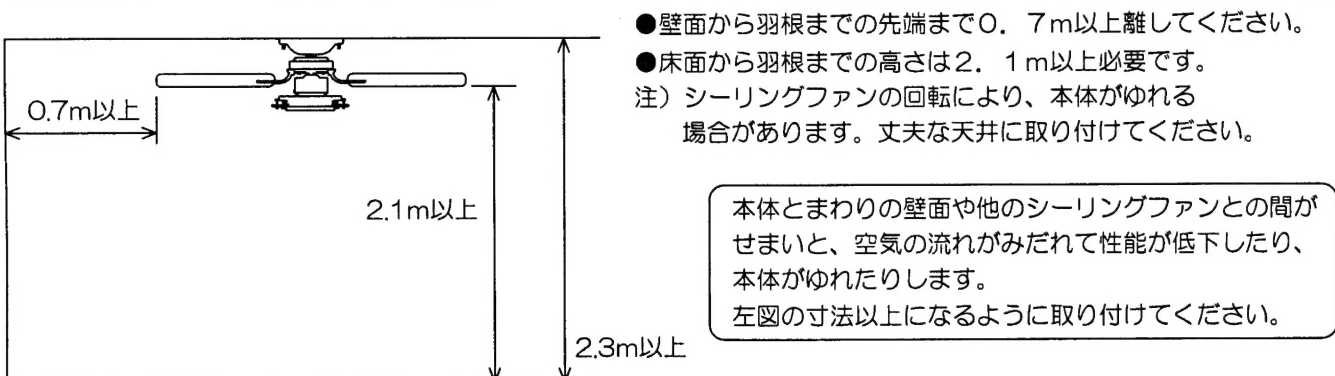 ●壁面から羽根までの先端まで0．7m以上離してください。
●床面から羽根までの高さは2．1m以上必要です。
注）シーリングファンの回転により、本体がゆれる
場合があります。丈夫な天井に取り付けてください。
0.7m以上
2.1m以上
2.3m以上
本体とまわりの壁面や他のシーリングファンとの間が
せまいと、空気の流れがみだれて性能が低下したり、
本体がゆれたりします。
左図の寸法以上になるように取り付けてください。